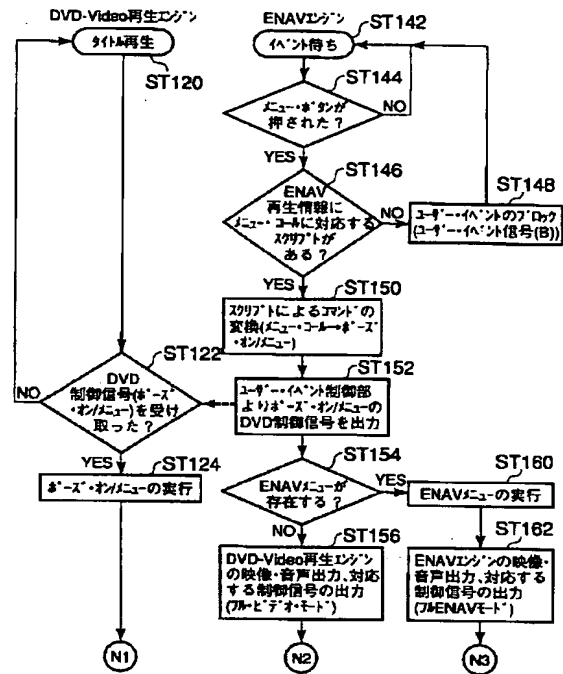 DVD-Video再生エンジン
タイトル再生
ST120
ENAVエンジン
イベント待ち
ST142
ST144
メニュー・ボタンが
押された?
NO
YES
ST146
ENAV
再生情報に
メニュー・コールに対応する
スクリプトが
ある?
NO
ST148
ユーザー・イベントのブロック
(ユーザー・イベント信号(B))
YES
ST150
スクリプトによるコマンドの
変換(メニュー・コール→ポーズ・
オン/メニュー)
ST122
DVD
制御信号(ポーズ・
オン/メニュー)を受け
取った?
NO
YES
ST152
ユーザー・イベント制御部
よりポーズ・オン/メニューの
DVD制御信号を出力
ST124
ポーズ・オン/メニューの実行
ST154
ENAVメニューが
存在する?
YES
NO
ST160
ENAVメニューの実行
ST156
DVD-Video再生エンジン
の映像・音声出力、対応
する制御信号の出力
(フル・ビデオ・モード)
ST162
ENAVエンジンの映像・
音声出力、対応する
制御信号の出力
(フルENAVモード)
N1
N2
N3